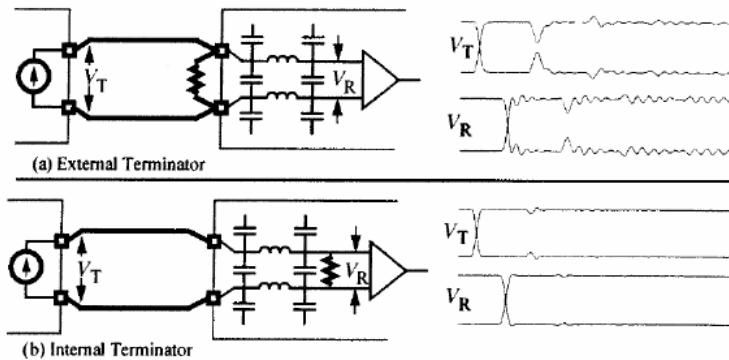 VT
VR
VT
VR
(a) External Terminator
VT
VR
VT
VR
(b) Internal Terminator